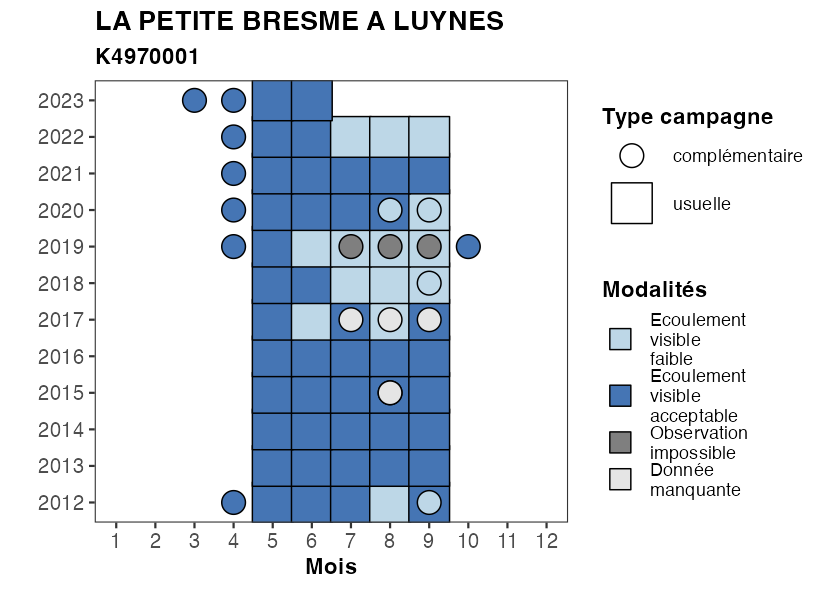 LA PETITE BRESME A LUYNES
K4970001
2023
2022
2021
2020
2019
2018
2017
2016
2015
2014
2013
2012
1 2 3 4 5 6 7 8 9 10 11 12
Mois
Type campagne
complémentaire
usuelle
Modalités
Ecoulement
visible
faible
Ecoulement
visible
acceptable
Observation
impossible
Donnée
manquante